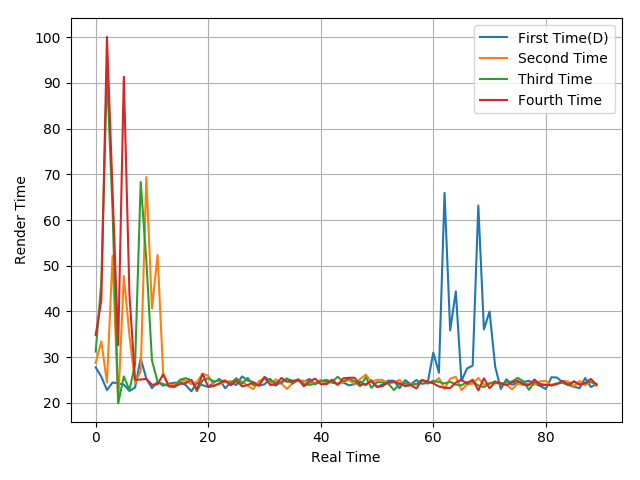 First Time(D)
Second Time
Third Time
Fourth Time
Render Time
100
90
80
70
60
50
40
30
20
0 20 40 60 80
Real Time